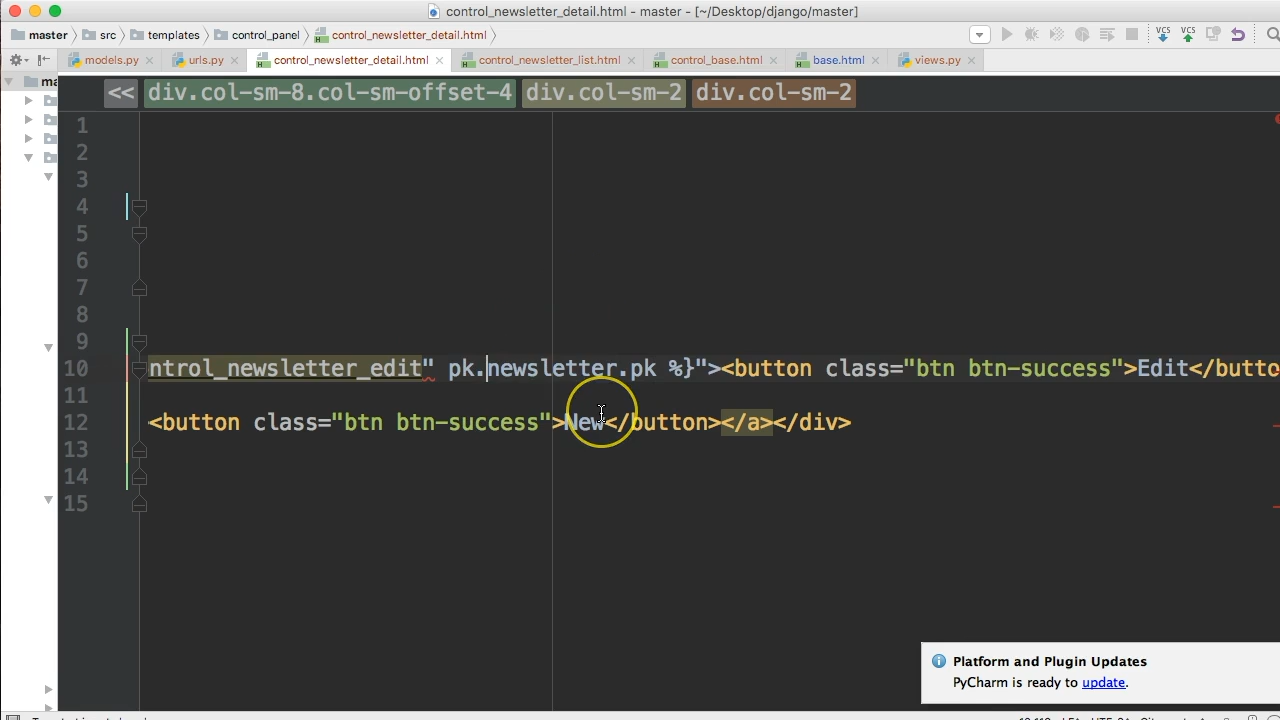 control_newsletter_detail.html - master - [~/Desktop/django/master]
master src templates control_panel control_newsletter_detail.html
VCS VCS
models.py urls.py control_newsletter_detail.html control_newsletter_list.html control_base.html base.html views.py
ma
<< div.col-sm-8.col-sm-offset-4 div.col-sm-2 div.col-sm-2
1
2
3
4
5
6
7
8
9
10 ntrol_newsletter_edit" pk.newsletter.pk %}"><button class="btn btn-success">Edit</butto
11
12 <button class="btn btn-success">New</button></a></div>
13
14
15
Platform and Plugin Updates
PyCharm is ready to update.